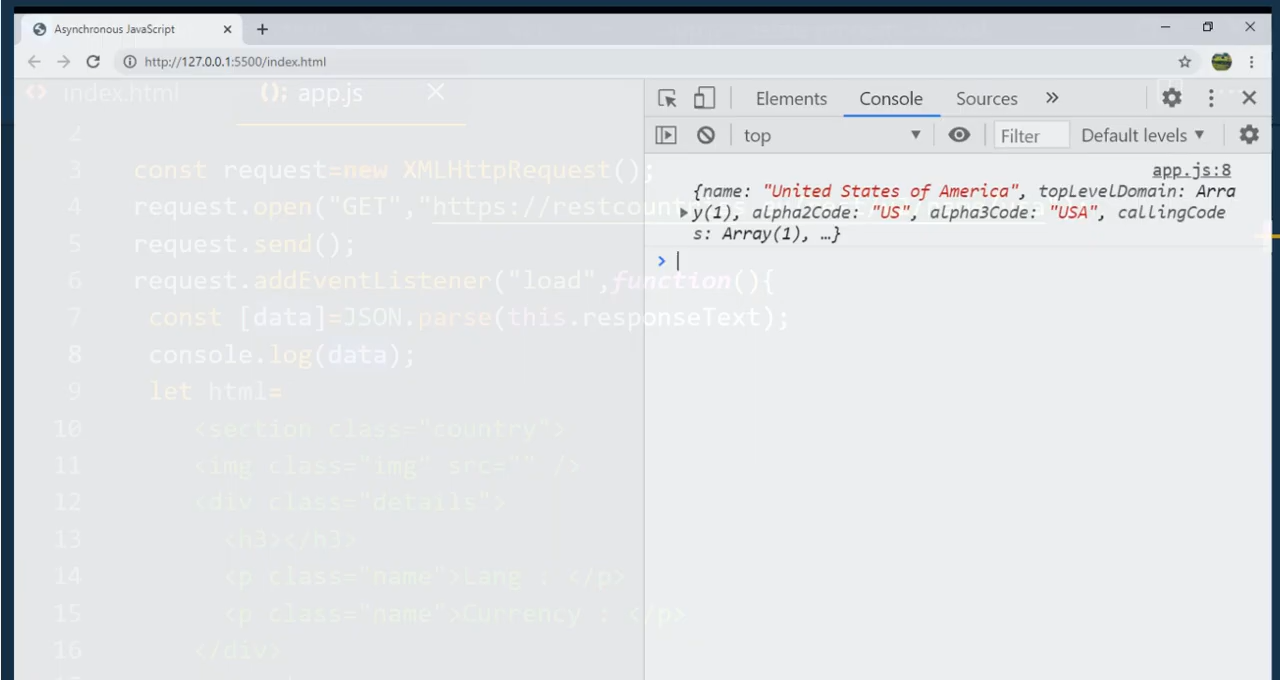 Asynchronous JavaScript
http://127.0.0.1:5500/index.html
index.html
(); app.js
Elements
Console
Sources
top
Filter
Default levels
app.js:8
{name: "United States of America", topLevelDomain: Arra
y(1), alpha2Code: "US", alpha3Code: "USA", callingCode
s: Array(1), …}
2
3 const request=new XMLHttpRequest();
4 request.open("GET","https://restcount
5 request.send();
6 request.addEventListener("load",function(){
7 const [data]=JSON.parse(this.responseText);
8 console.log(data);
9 let html=
10 <section class="country">
11 <img class="img" src="" />
12 <div class="details">
13 <h3></h3>
14 <p class="name">Lang : </p>
15 <p class="name">Currency : </p>
16 </div>